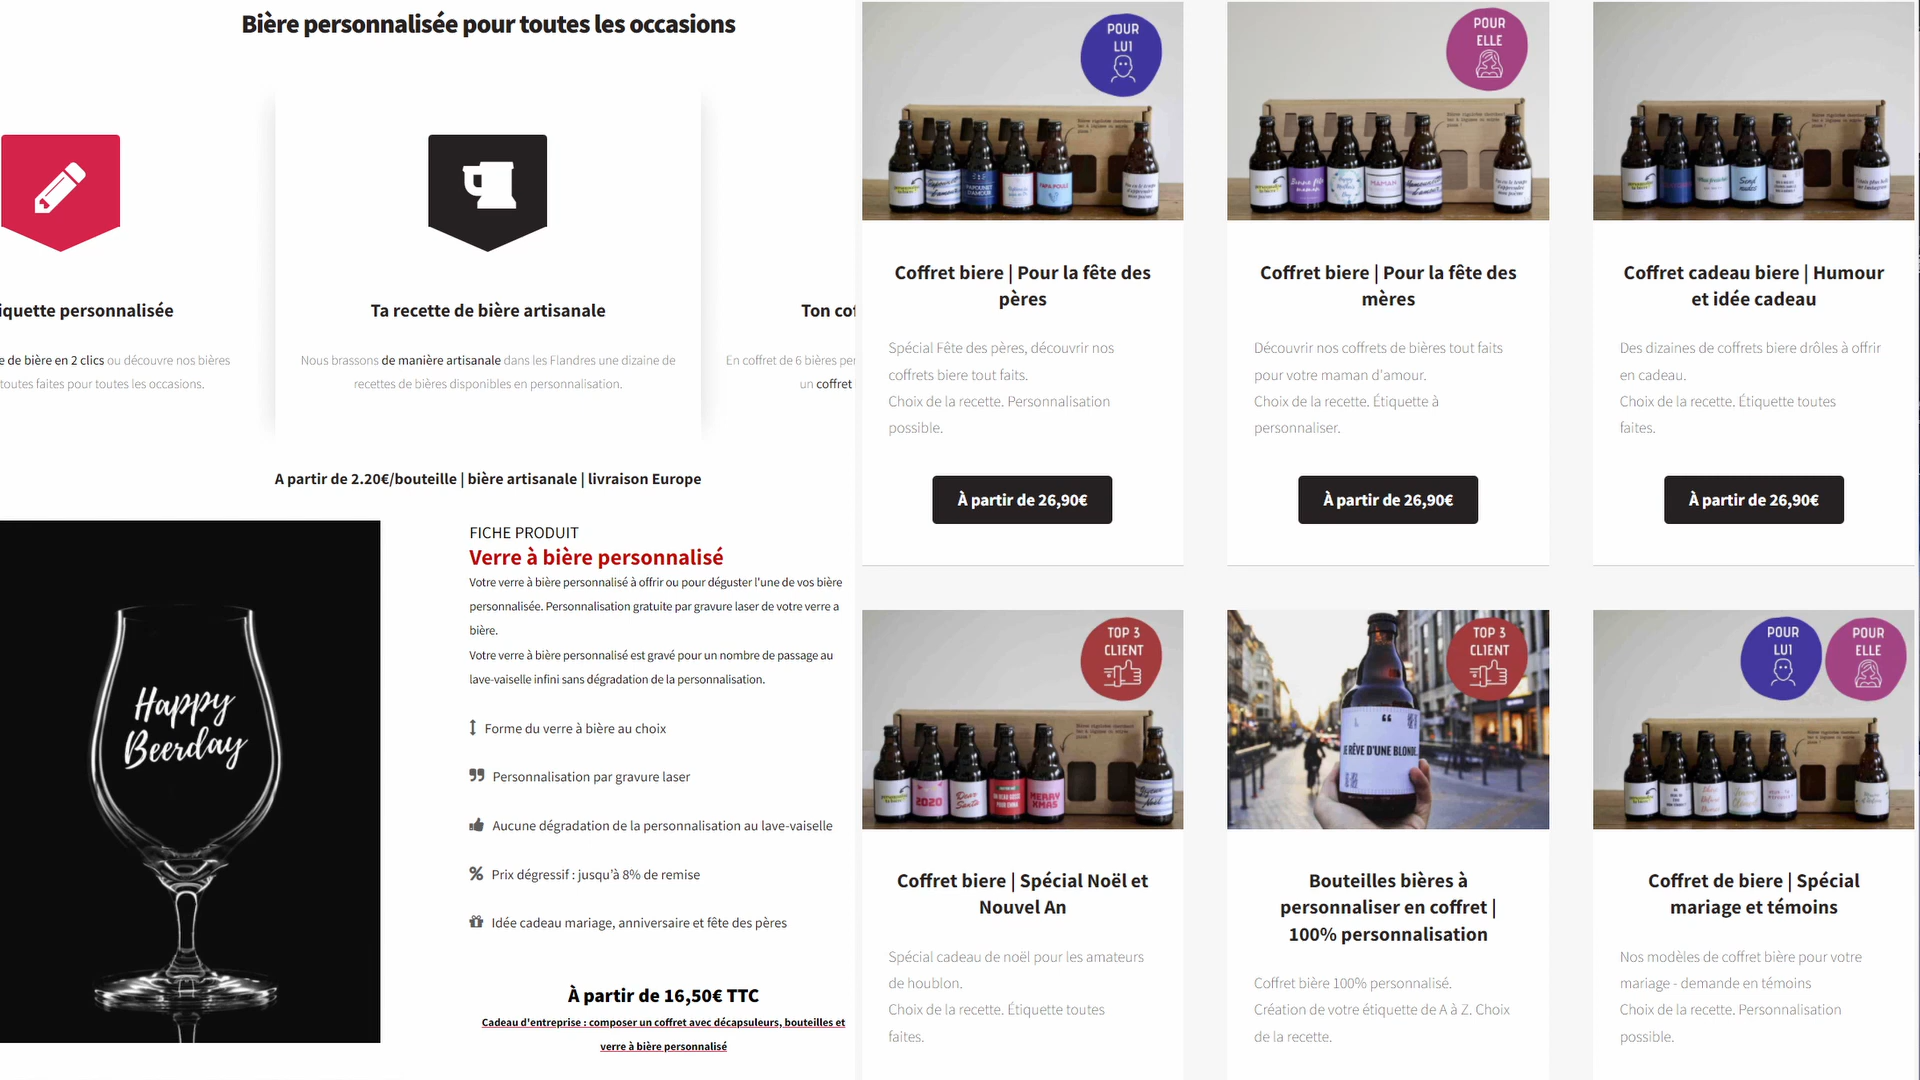 Bière personnalisée pour toutes les occasions
iquette personnalisée
e de bière en 2 clics ou découvre nos bières
toutes faites pour toutes les occasions.
Ta recette de bière artisanale
Nous brassons de manière artisanale dans les Flandres une dizaine de
recettes de bières disponibles en personnalisation.
Ton cof
En coffret de 6 bières per
un coffret
A partir de 2.20€/bouteille | bière artisanale | livraison Europe
Happy
Beerday
FICHE PRODUIT
Verre à bière personnalisé
Votre verre à bière personnalisé à offrir ou pour déguster l'une de vos bière
personnalisée. Personnalisation gratuite par gravure laser de votre verre a
bière.
Votre verre à bière personnalisé est gravé pour un nombre de passage au
lave-vaiselle infini sans dégradation de la personnalisation.
Forme du verre à bière au choix
Personnalisation par gravure laser
Aucune dégradation de la personnalisation au lave-vaiselle
Prix dégressif : jusqu'à 8% de remise
Idée cadeau mariage, anniversaire et fête des pères
À partir de 16,50€ TTC
Cadeau d'entreprise : composer un coffret avec décapsuleurs, bouteilles et
verre à bière personnalisé
POUR
LUI
Coffret biere | Pour la fête des
pères
Spécial Fête des pères, découvrir nos
coffrets biere tout faits.
Choix de la recette. Personnalisation
possible.
À partir de 26,90€
POUR
ELLE
MAMAN
Coffret biere | Pour la fête des
mères
Découvrir nos coffrets de bières tout faits
pour votre maman d'amour.
Choix de la recette. Étiquette à
personnaliser.
À partir de 26,90€
Send
nudes
Coffret cadeau biere | Humour
et idée cadeau
Des dizaines de coffrets biere drôles à offrir
en cadeau.
Choix de la recette. Étiquette toutes
faites.
À partir de 26,90€
TOP 3
CLIENT
2020
Dear
Santa
MERRY
XMAS
Coffret biere | Spécial Noël et
Nouvel An
Spécial cadeau de noël pour les amateurs
de houblon.
Choix de la recette. Étiquette toutes
faites.
TOP 3
CLIENT
JE RÊVE D'UNE BLONDE.
Bouteilles bières à
personnaliser en coffret |
100% personnalisation
Coffret bière 100% personnalisé.
Création de votre étiquette de A à Z. Choix
de la recette.
POUR
LUI
POUR
ELLE
Coffret de biere | Spécial
mariage et témoins
Nos modèles de coffret bière pour votre
mariage - demande en témoins
Choix de la recette. Personnalisation
possible.